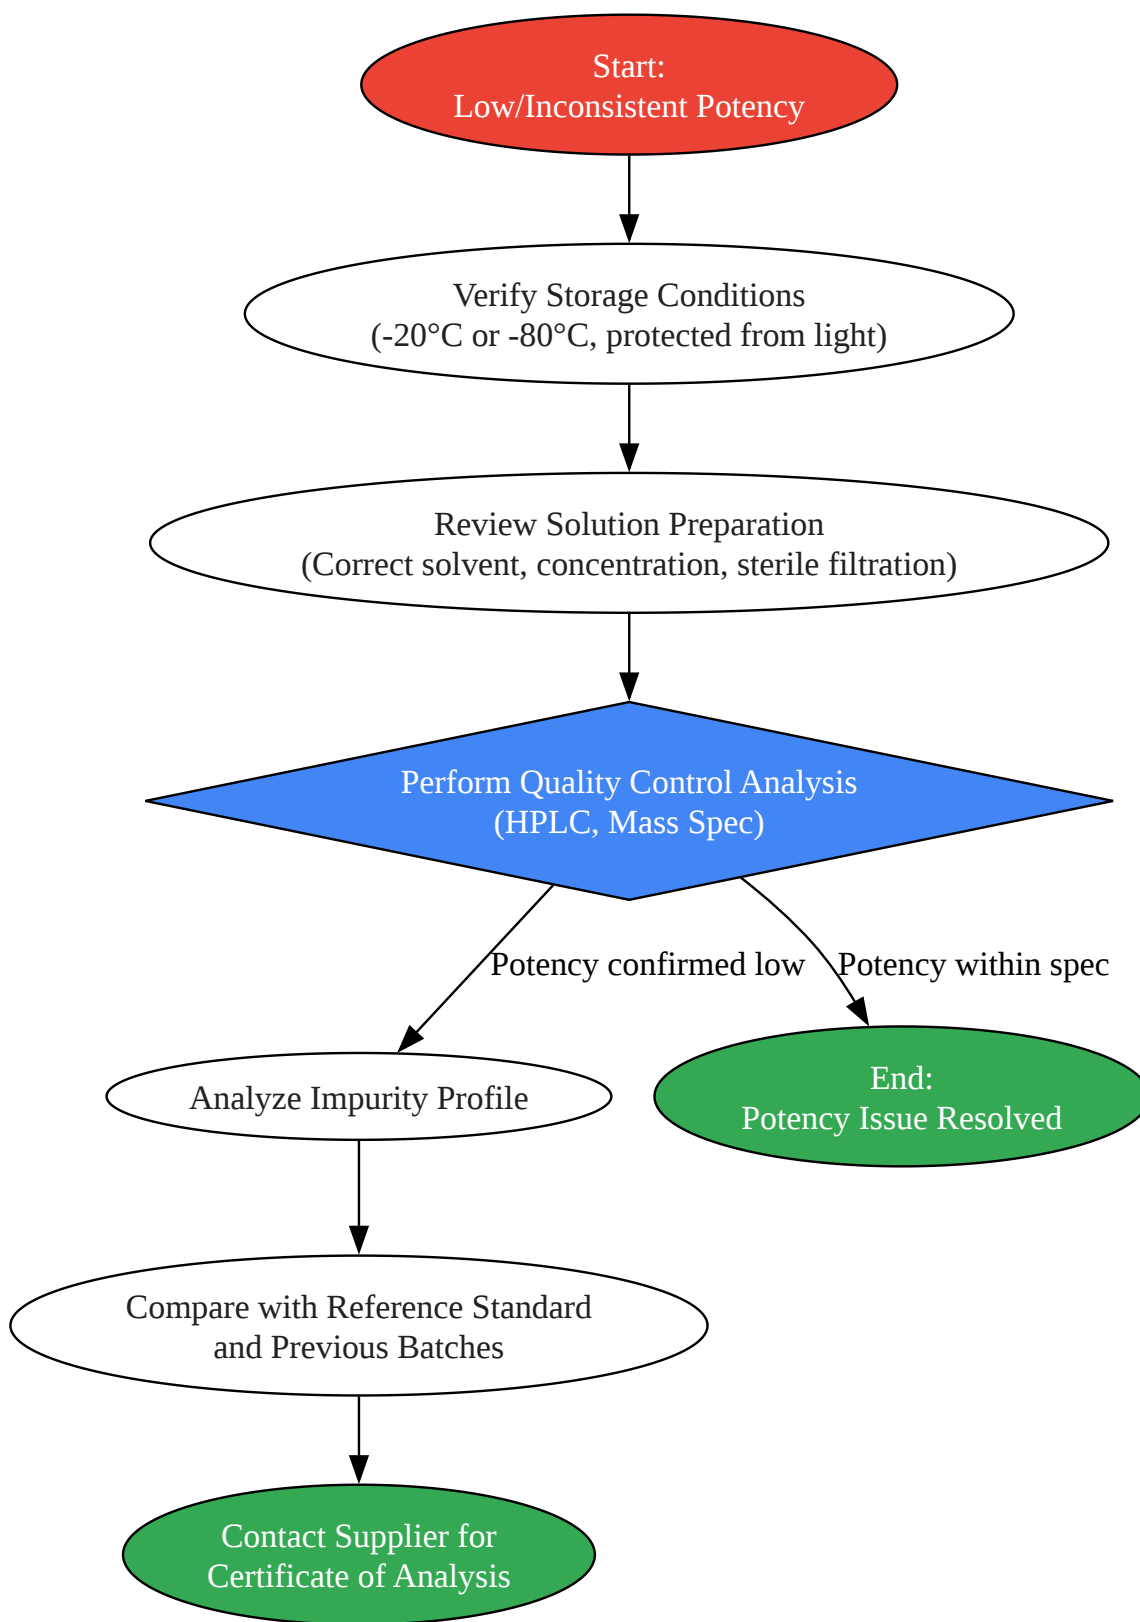 Start:
Low/Inconsistent Potency
Verify Storage Conditions
(-20°C or -80°C, protected from light)
Review Solution Preparation
(Correct solvent, concentration, sterile filtration)
Perform Quality Control Analysis
(HPLC, Mass Spec)
Potency confirmed low
Potency within spec
Analyze Impurity Profile
End:
Potency Issue Resolved
Compare with Reference Standard
and Previous Batches
Contact Supplier for
Certificate of Analysis